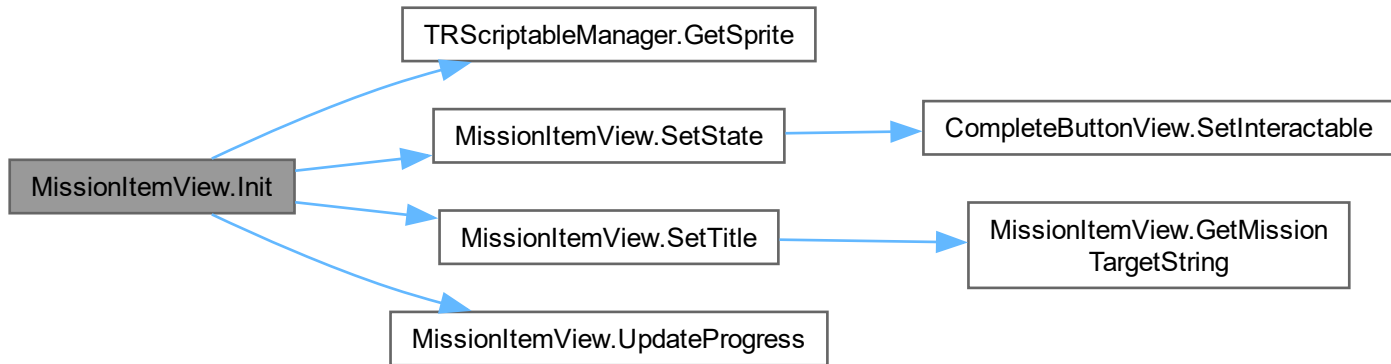 TRScriptableManager.GetSprite
MissionItemView.SetState
CompleteButtonView.SetInteractable
MissionItemView.Init
MissionItemView.SetTitle
MissionItemView.GetMission
TargetString
MissionItemView.UpdateProgress